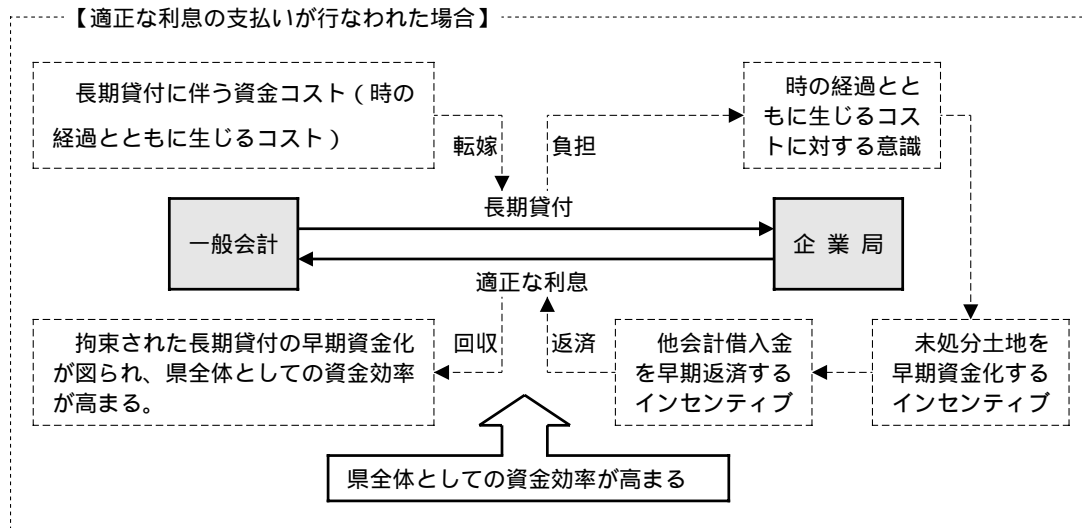 【適正な利息の支払いが行なわれた場合】
長期貸付に伴う資金コスト(時の
経過とともに生じるコスト)
時の経過とと
もに生じるコス
トに対する意識
転嫁
負担
長期貸付
一般会計
企業局
適正な利息
拘束された長期貸付の早期資金化
が図られ、県全体としての資金効率
が高まる。
回収
返済
他会計借入金
を早期返済する
インセンティブ
未処分土地を
早期資金化する
インセンティブ
県全体としての資金効率が高まる